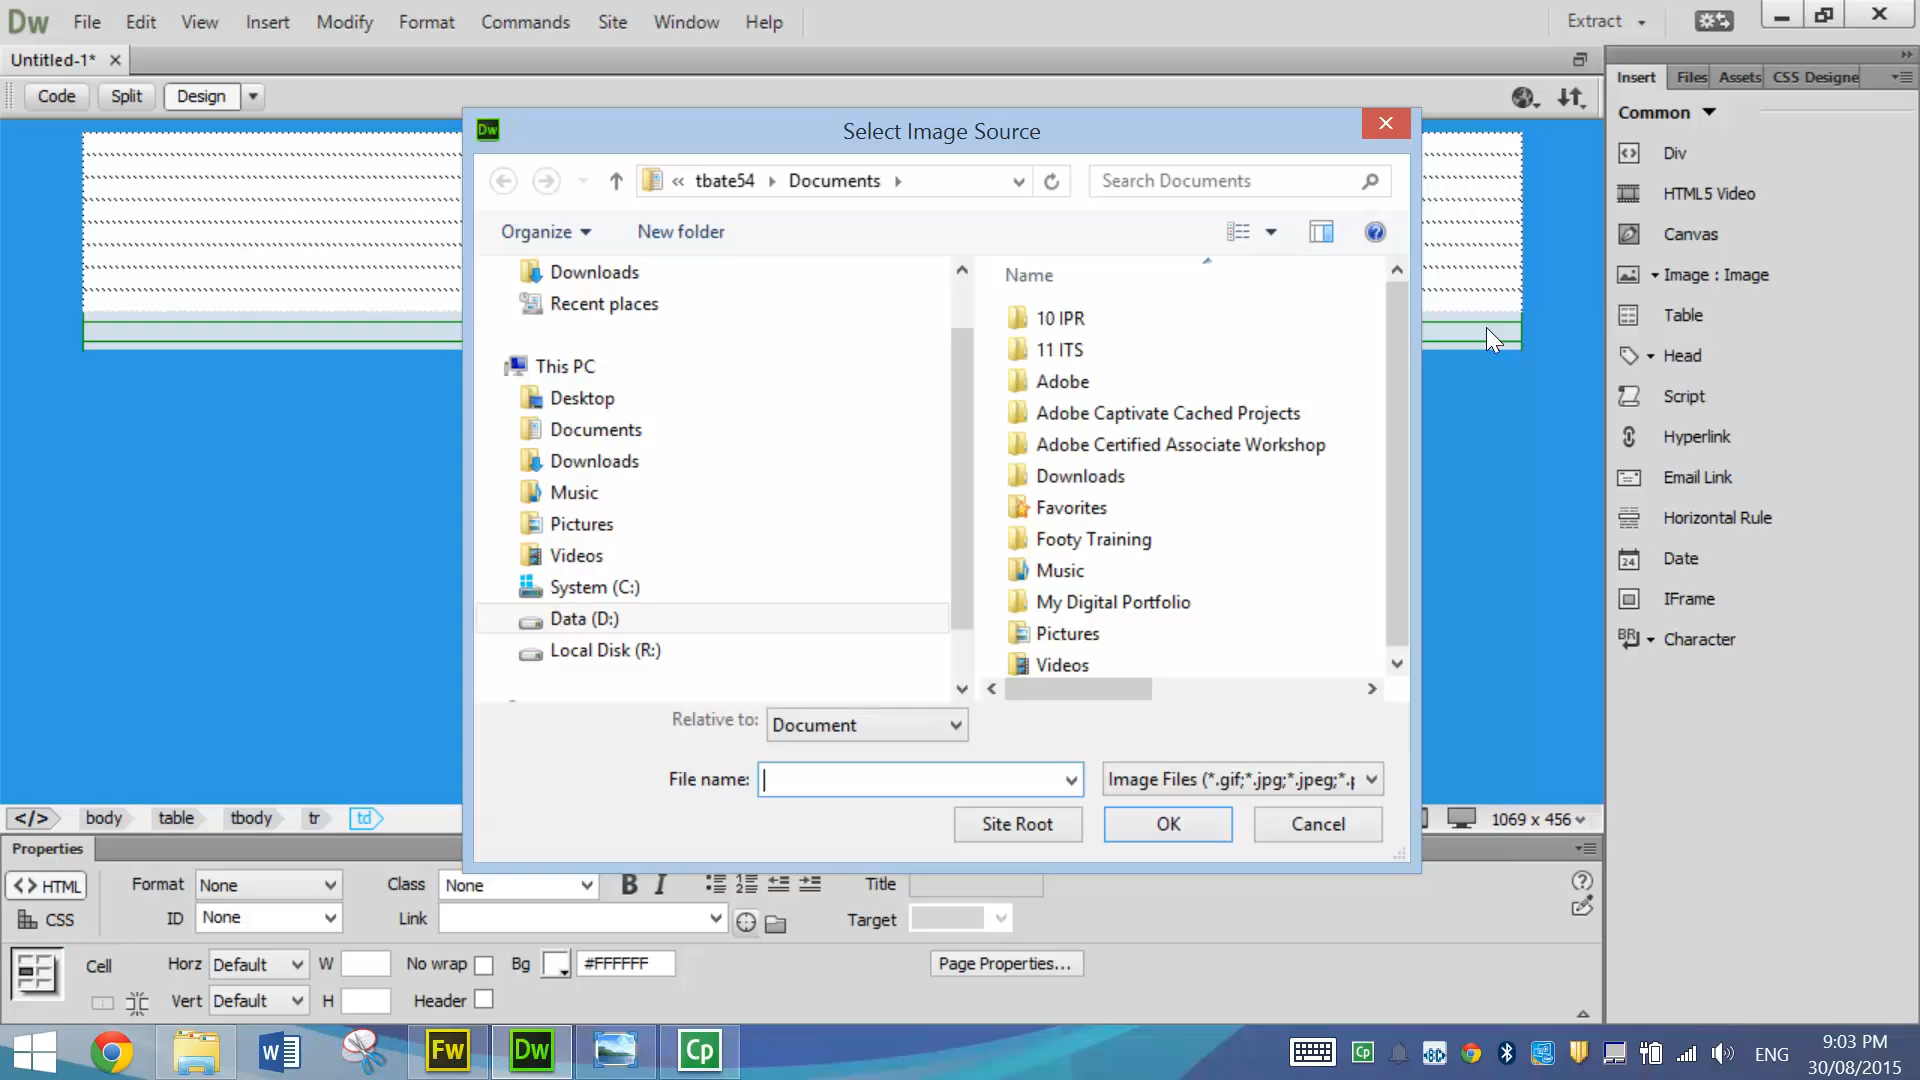 Dw File Edit View Insert Modify Format Commands Site Window Help Extract
Untitled-1*
Code Split Design
Dw Select Image Source
« tbate54 Documents Search Documents
Organize New folder
Downloads
Recent places
This PC
Desktop
Documents
Downloads
Music
Pictures
Videos
System (C:)
Data (D:)
Local Disk (R:)
Name
10 IPR
11 ITS
Adobe
Adobe Captivate Cached Projects
Adobe Certified Associate Workshop
Downloads
Favorites
Footy Training
Music
My Digital Portfolio
Pictures
Videos
Relative to: Document
File name: Image Files (*.gif;*.jpg;*.jpeg;*.p
Site Root OK Cancel
Insert Files Assets CSS Designe
Common
Div
HTML5 Video
Canvas
Image : Image
Table
Head
Script
Hyperlink
Email Link
Horizontal Rule
24 Date
IFrame
BR Character
</> body table tbody tr td 1069 x 456
Properties
<> HTML Format None Class None B I Title
CSS ID None Link Target
Cell Horz Default W No wrap Bg #FFFFFF Page Properties...
Vert Default H Header
W Fw Dw Cp Cp ENG 9:03 PM
30/08/2015